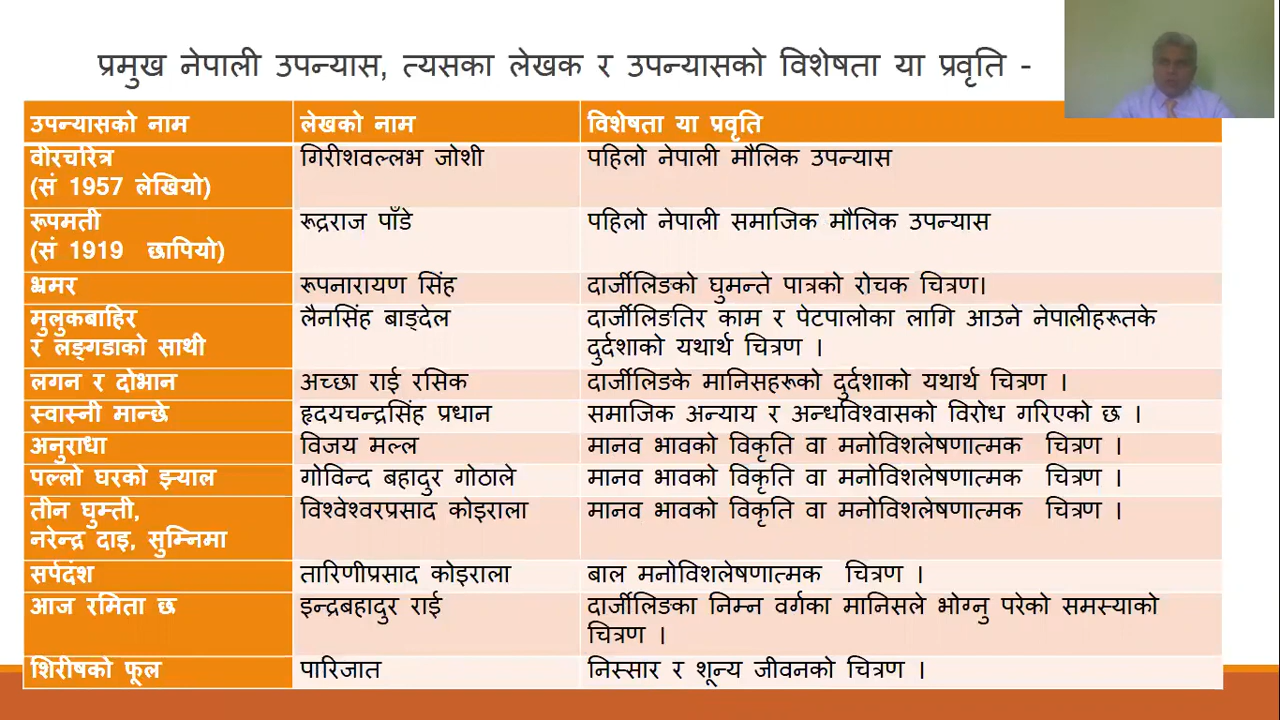 प्रमुख नेपाली उपन्यास, त्यसका लेखक र उपन्यासको विशेषता या प्रवृति -
उपन्यासको नाम लेखको नाम विशेषता या प्रवृति
वीरचरित्र गिरीशवल्लभ जोशी पहिलो नेपाली मौलिक उपन्यास
(सं 1957 लेखियो)
रूपमती रूद्रराज पाँडे पहिलो नेपाली समाजिक मौलिक उपन्यास
(सं 1919 छापियो)
भ्रमर रूपनारायण सिंह दार्जीलिङको घुमन्ते पात्रको रोचक चित्रण।
मुलुकबाहिर लैनसिंह बाङ्देल दार्जीलिङतिर काम र पेटपालोका लागि आउने नेपालीहरूतके
र लङ्गडाको साथी दुर्दशाको यथार्थ चित्रण ।
लगन र दोभान अच्छा राई रसिक दार्जीलिङके मानिसहरूको दुर्दशाको यथार्थ चित्रण ।
स्वास्नी मान्छे हृदयचन्द्रसिंह प्रधान समाजिक अन्याय र अन्धविश्वासको विरोध गरिएको छ ।
अनुराधा विजय मल्ल मानव भावको विकृति वा मनोविशलेषणात्मक चित्रण ।
पल्लो घरको झ्याल गोविन्द बहादुर गोठाले मानव भावको विकृति वा मनोविशलेषणात्मक चित्रण ।
तीन घुम्ती, विश्वेश्वरप्रसाद कोइराला मानव भावको विकृति वा मनोविशलेषणात्मक चित्रण ।
नरेन्द्र दाइ, सुम्निमा
सर्पदंश तारिणीप्रसाद कोइराला बाल मनोविशलेषणात्मक चित्रण ।
आज रमिता छ इन्द्रबहादुर राई दार्जीलिङका निम्न वर्गका मानिसले भोग्नु परेको समस्याको
चित्रण ।
शिरीषको फूल पारिजात निस्सार र शून्य जीवनको चित्रण ।